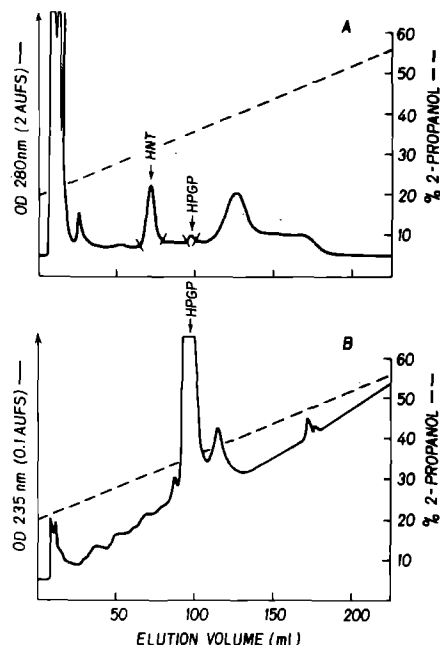 A
OD 280nm (2 AUFS) —
HNT
HPGP
% 2-PROPANOL – –
60
50
40
30
20
10
B
OD 235 nm (0.1 AUFS) —
HPGP
% 2-PROPANOL – –
60
50
40
30
20
10
50
100
150
200
ELUTION VOLUME (ml)